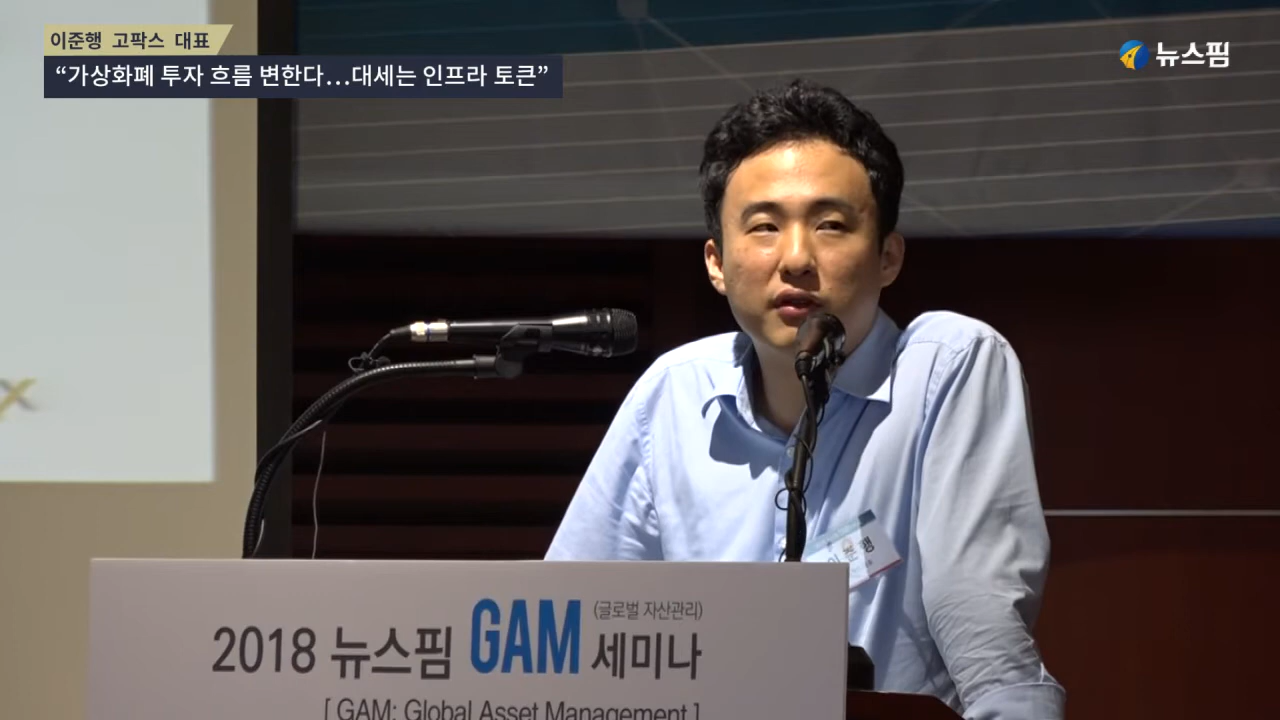 이준행 고팍스 대표
“가상화폐 투자 흐름 변한다...대세는 인프라 토큰”
뉴스핌
X
2018 뉴스핌 GAM (글로벌 자산관리) 세미나
[ GAM: Global Asset Management ]